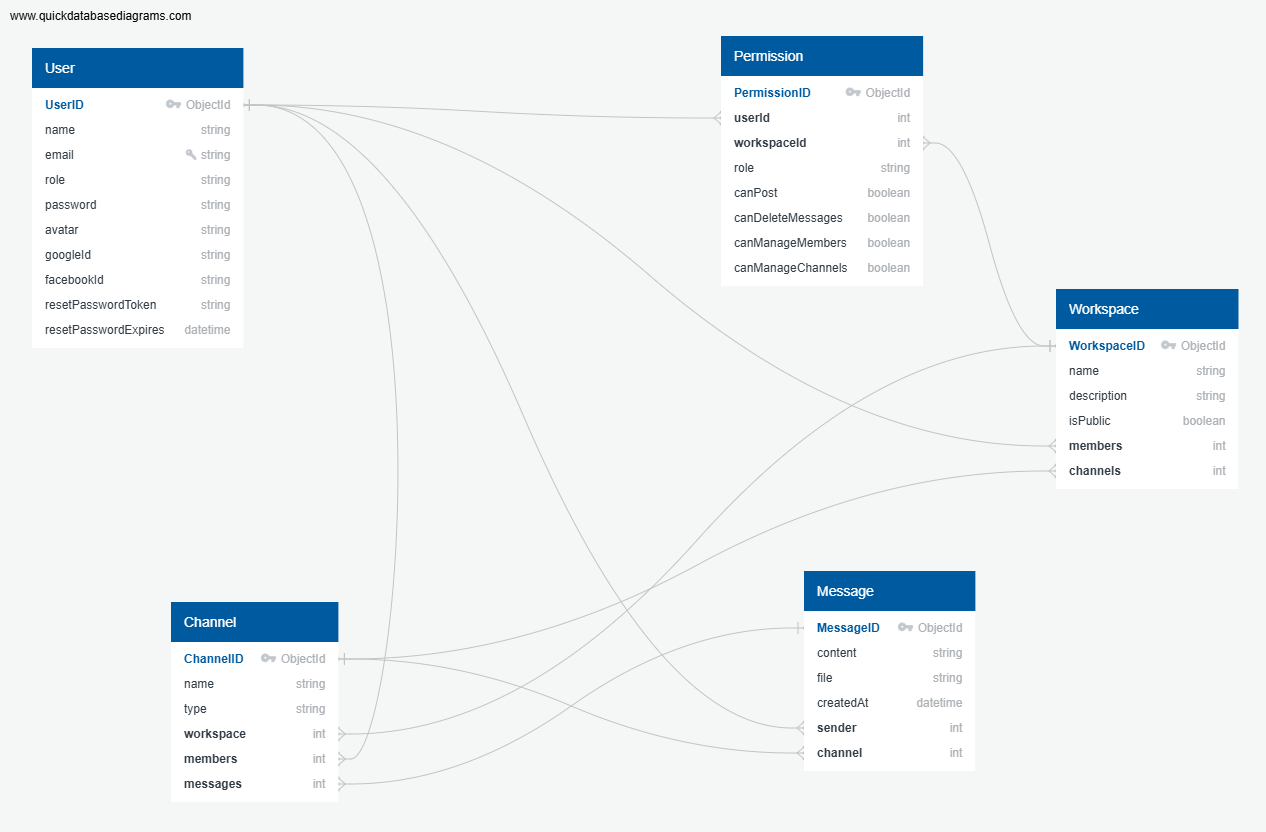 www.quickdatabasediagrams.com
User
UserID ObjectId
name string
email string
role string
password string
avatar string
googleId string
facebookId string
resetPasswordToken string
resetPasswordExpires datetime
Permission
PermissionID ObjectId
userId int
workspaceId int
role string
canPost boolean
canDeleteMessages boolean
canManageMembers boolean
canManageChannels boolean
Workspace
WorkspaceID ObjectId
name string
description string
isPublic boolean
members int
channels int
Channel
ChannelID ObjectId
name string
type string
workspace int
members int
messages int
Message
MessageID ObjectId
content string
file string
createdAt datetime
sender int
channel int